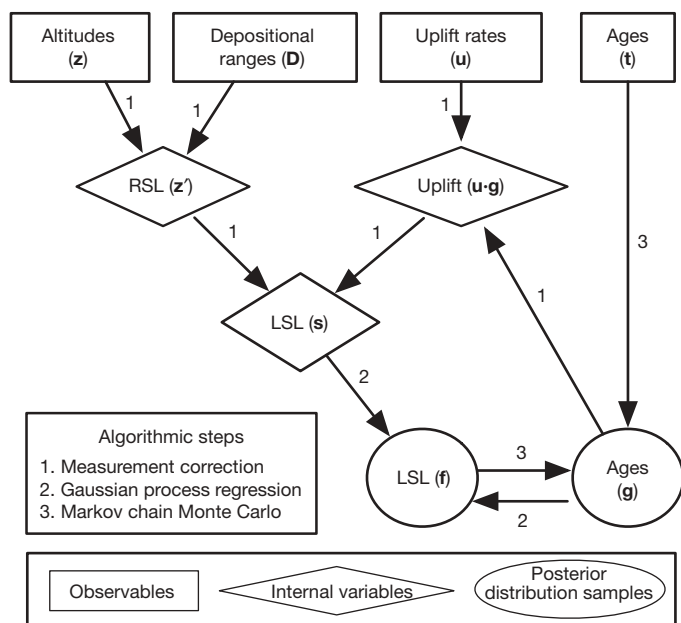 Altitudes
(z)
Depositional
ranges (D)
Uplift rates
(u)
Ages
(t)
1
1
1
RSL (z′)
Uplift (u·g)
3
1
1
1
LSL (s)
2
Algorithmic steps
1. Measurement correction
2. Gaussian process regression
3. Markov chain Monte Carlo
LSL (f)
3
Ages
(g)
2
Observables
Internal variables
Posterior
distribution samples